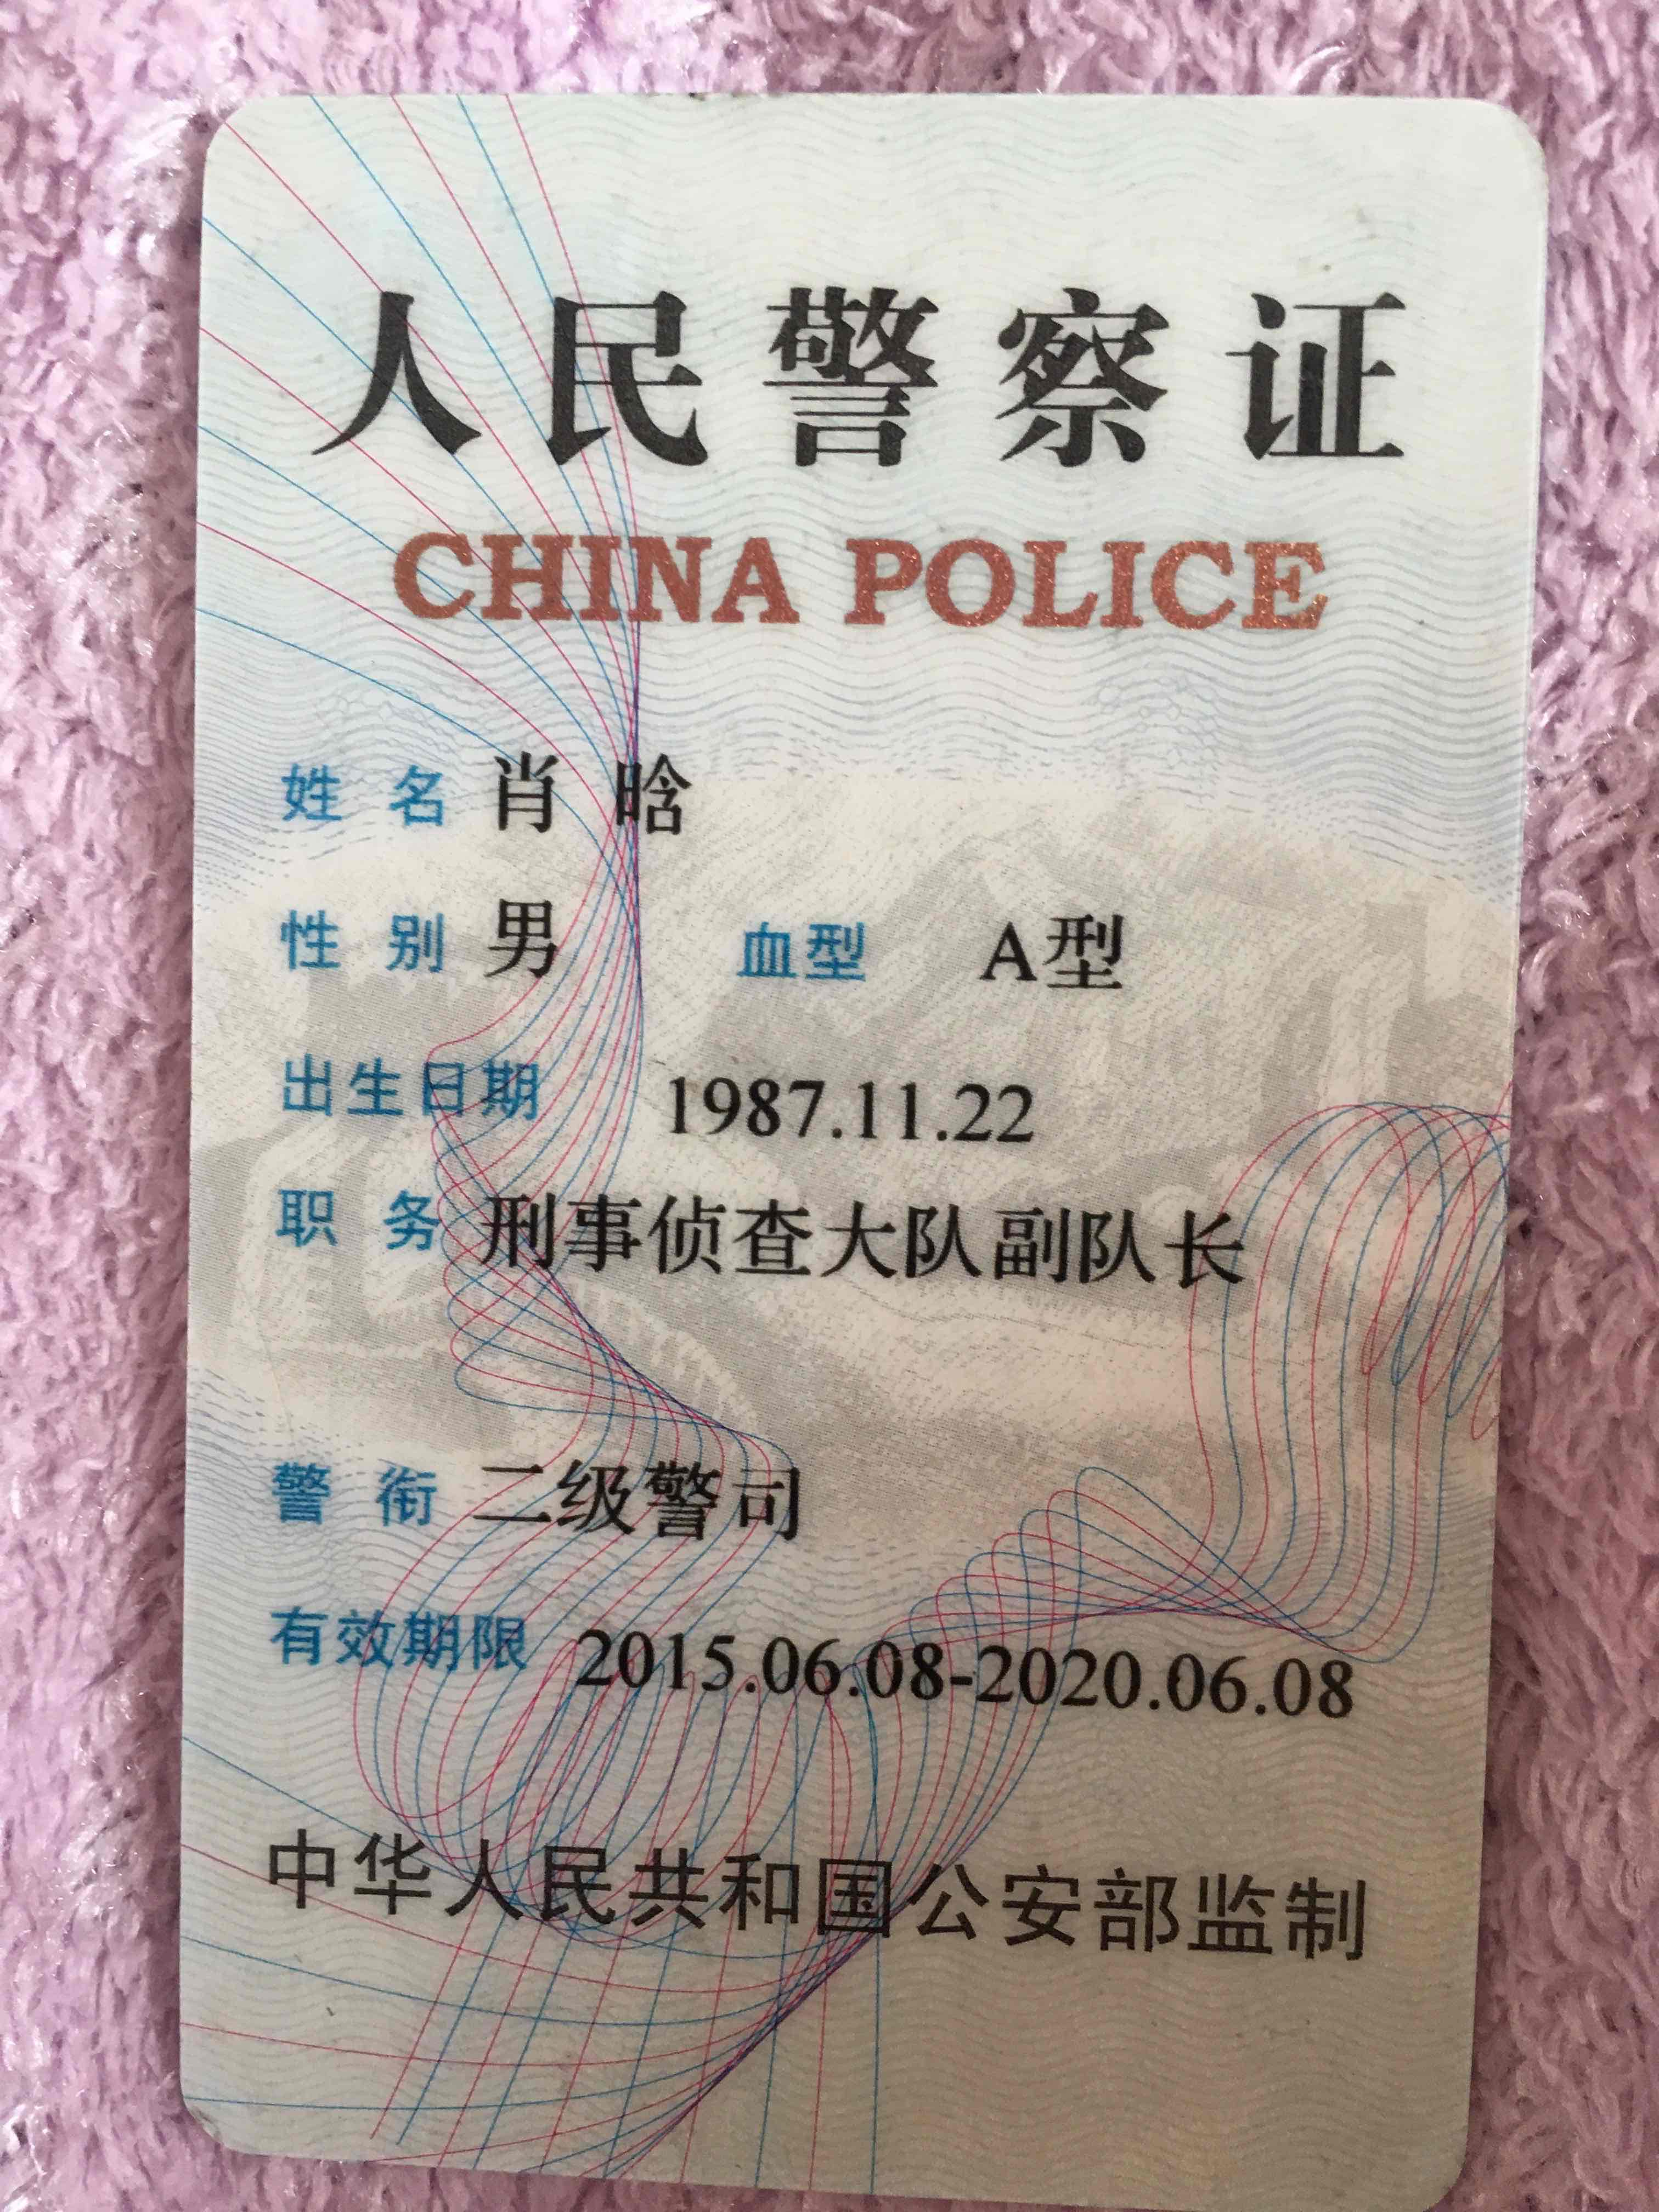 人民警察证
CHINA POLICE
姓 名 肖 晗
性 别 男 血型 A型
出生日期 1987.11.22
职 务 刑事侦查大队副队长
警 衔 二级警司
有效期限 2015.06.08-2020.06.08
中华人民共和国公安部监制